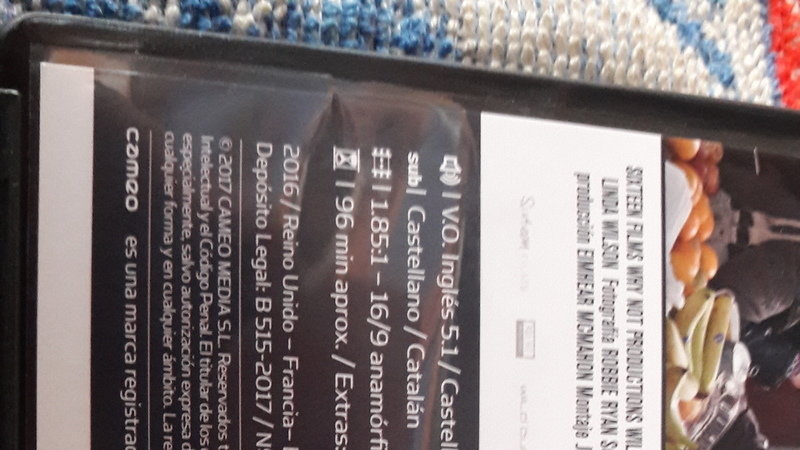 SIXTEEN FILMS WHY NOT PRODUCTIONS WIL
LINDA WILSON Fotografía ROBBIE RYAN S
producción EIMHEAR MCMAHON Montaje J
| V.O. Inglés 5.1 / Castell
sub| Castellano / Catalán
| 1.85:1 – 16/9 anamórfi
| 96 min aprox. / Extras:
2016 / Reino Unido – Francia–
Depósito Legal: B 515-2017 / N
© 2017 CAMEO MEDIA S.L. Reservados t
Intelectual y el Código Penal. El titular de los
especialmente, salvo autorización expresa d
cualquier forma y en cualquier ámbito. La re
cameo es una marca registrad